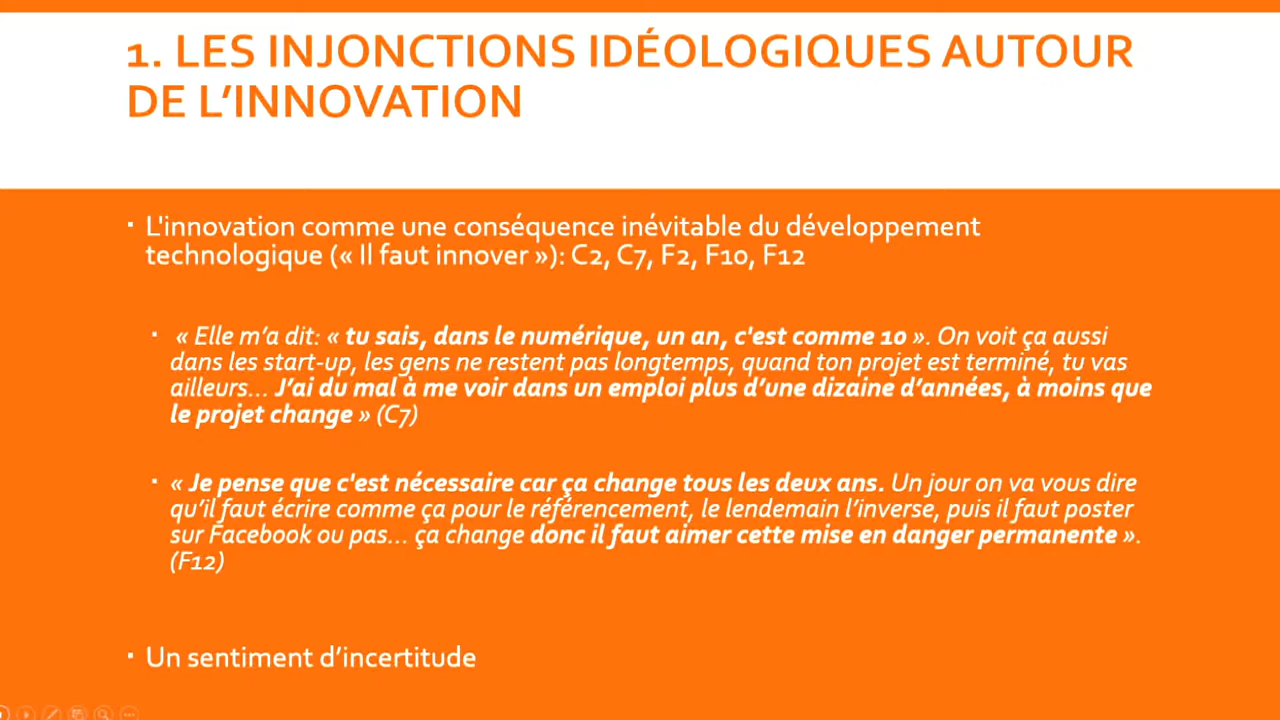 1. LES INJONCTIONS IDÉOLOGIQUES AUTOUR
DE L’INNOVATION
▪ L'innovation comme une conséquence inévitable du développement
technologique (« Il faut innover »): C2, C7, F2, F10, F12
▪ « Elle m’a dit: « tu sais, dans le numérique, un an, c'est comme 10 ». On voit ça aussi
dans les start-up, les gens ne restent pas longtemps, quand ton projet est terminé, tu vas
ailleurs… J’ai du mal à me voir dans un emploi plus d’une dizaine d’années, à moins que
le projet change » (C7)
▪ « Je pense que c'est nécessaire car ça change tous les deux ans. Un jour on va vous dire
qu’il faut écrire comme ça pour le référencement, le lendemain l’inverse, puis il faut poster
sur Facebook ou pas… ça change donc il faut aimer cette mise en danger permanente ».
(F12)
▪ Un sentiment d’incertitude